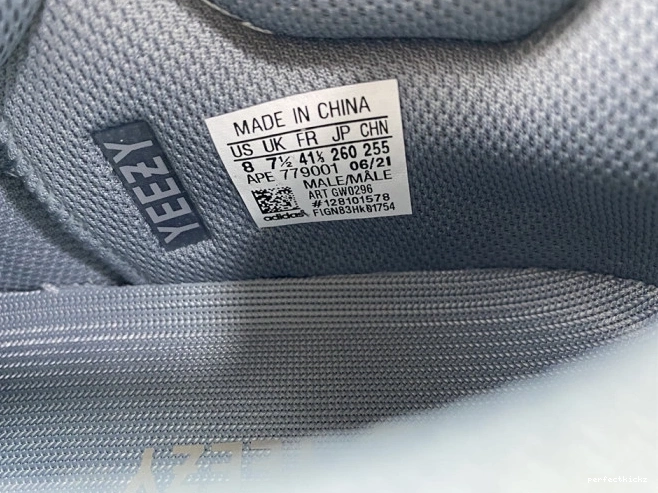 YEEZY
MADE IN CHINA
US UK FR JP CHN
8 7½ 41⅓ 260 255
APE 779001 06/21
MALE/MÂLE
ART GW0296
#128101578
adidas
YEEZY